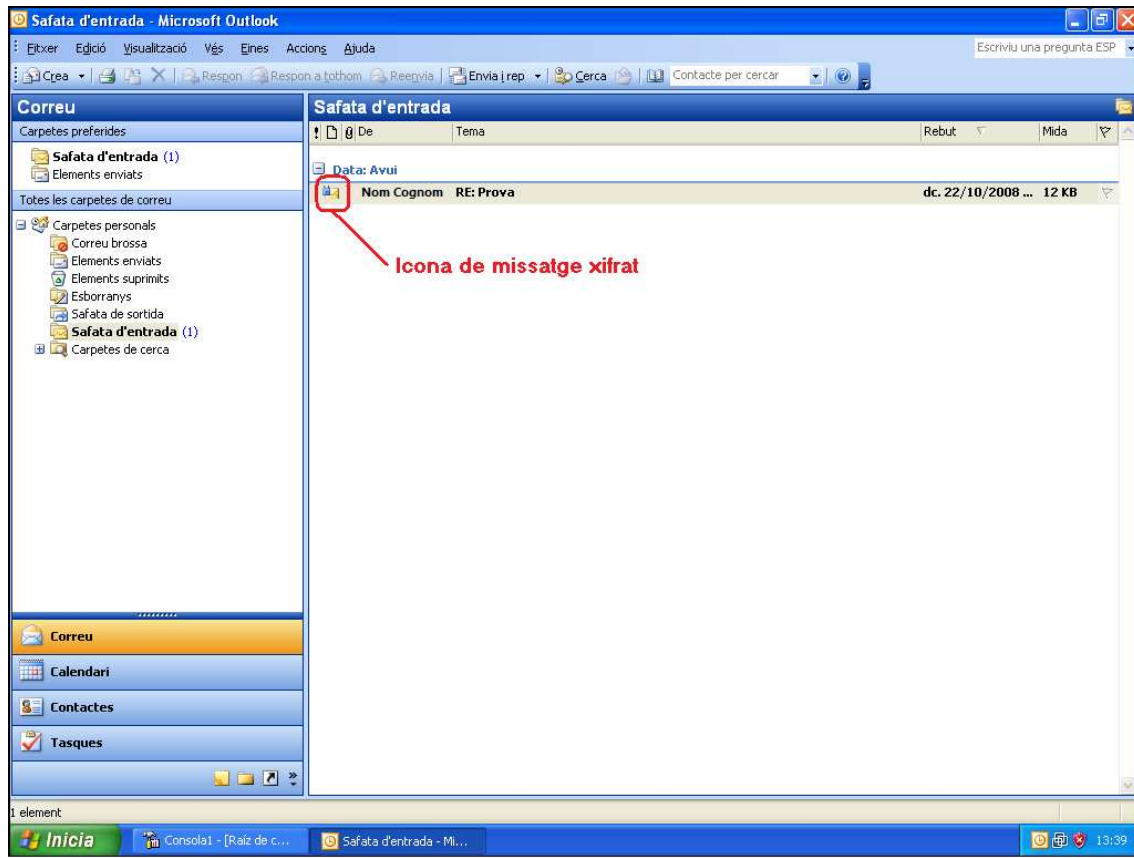 Safata d'entrada - Microsoft Outlook
Fitxer Edició Visualització Vés Eines Accions Ajuda Escriviu una pregunta ESP
Crea Respon Respon a tothom Reenvia Envia i rep Cerca Contacte per cercar
Correu
Carpetes preferides
Safata d'entrada (1)
Elements enviats
Totes les carpetes de correu
Carpetes personals
Correu brossa
Elements enviats
Elements suprimits
Esborranys
Safata de sortida
Safata d'entrada (1)
Carpetes de cerca
Correu
Calendari
Contactes
Tasques
Safata d'entrada
De Tema Rebut Mida
Data: Avui
Nom Cognom RE: Prova dc. 22/10/2008 ... 12 KB
Icona de missatge xifrat
1 element
Inicia Consola1 - [Raíz de c... Safata d'entrada - Mi... 13:39